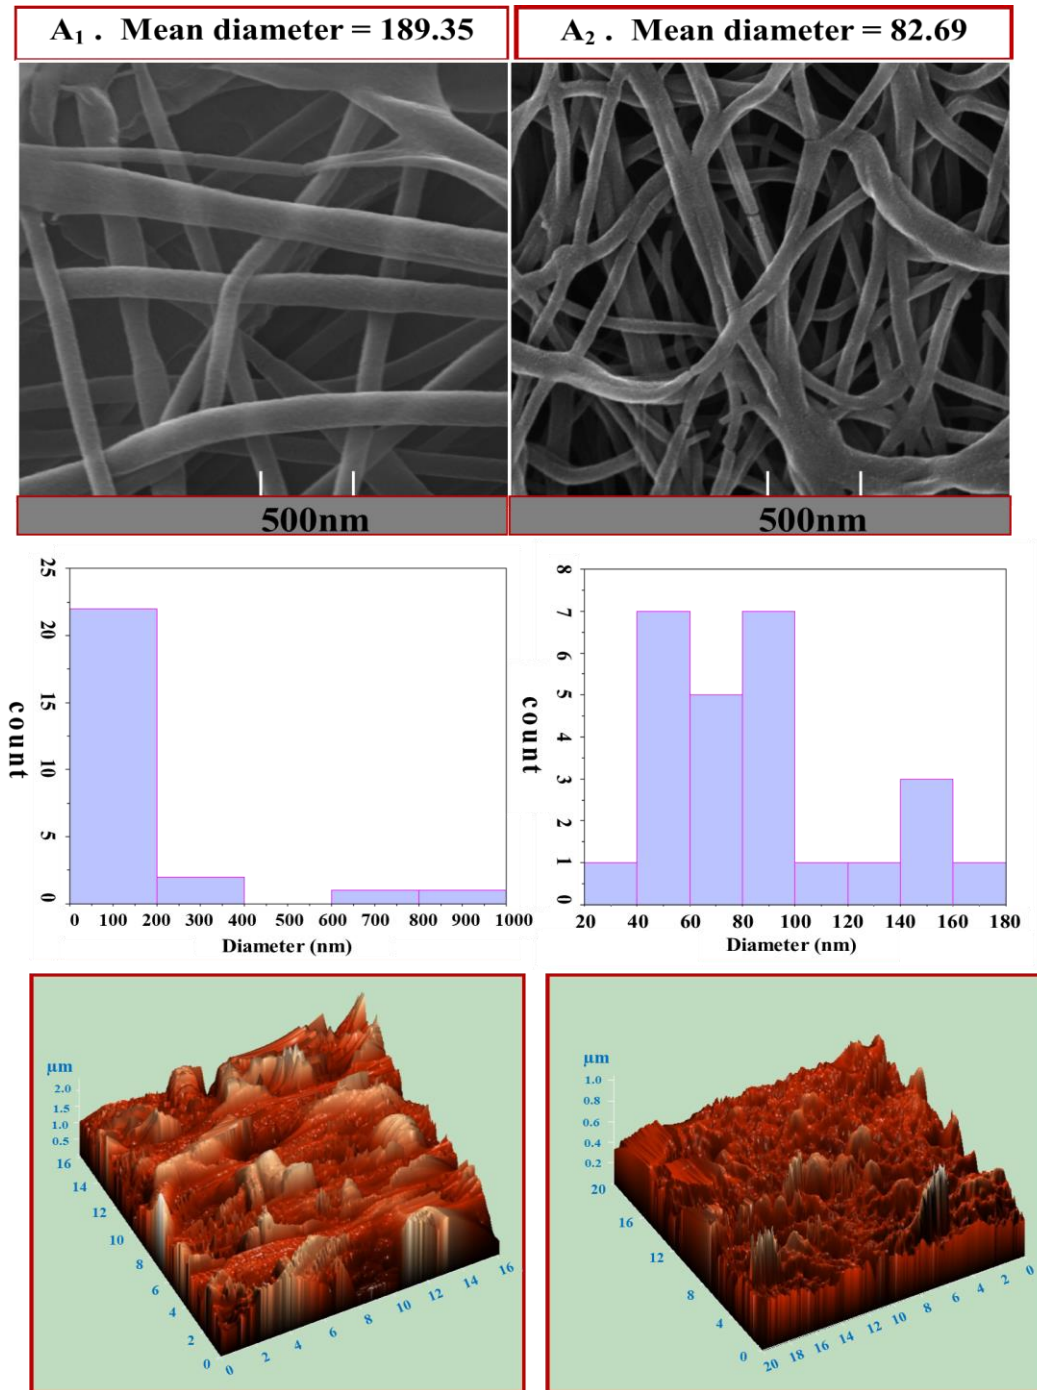 A₁ . Mean diameter = 189.35
A₂ . Mean diameter = 82.69
500nm
500nm
25
20
15
10
5
0
count
0 100 200 300 400 500 600 700 800 900 1000
Diameter (nm)
8
7
6
5
4
3
2
1
0
count
20 40 60 80 100 120 140 160 180
Diameter (nm)
µm
2.0
1.5
1.0
0.5
16
14
12
10
8
6
4
2
0
0 2 4 6 8 10 12 14 16
µm
1.0
0.8
0.6
0.4
0.2
20
16
12
8
4
0
20 18 16 14 12 10 8 6 4 2 0